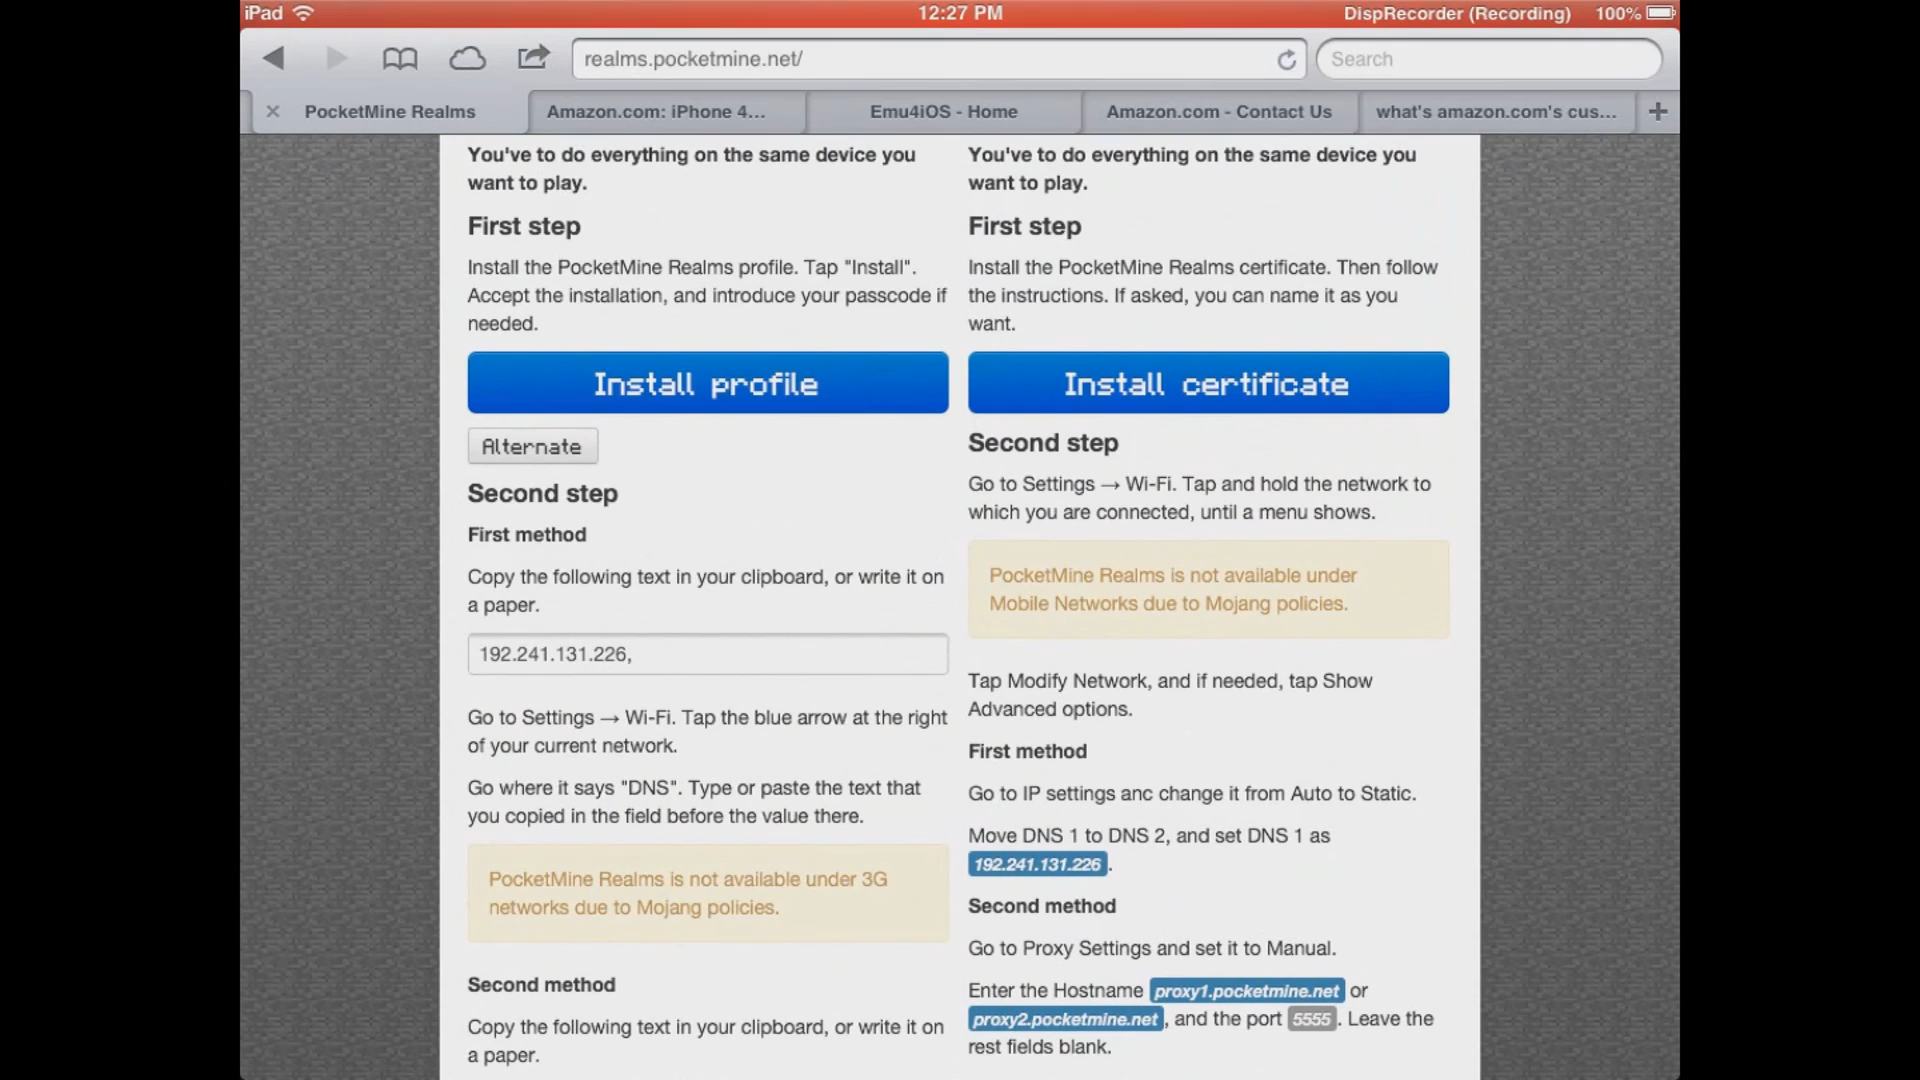 iPad
12:27 PM
DispRecorder (Recording) 100%
realms.pocketmine.net/
Search
PocketMine Realms
Amazon.com: iPhone 4...
Emu4iOS - Home
Amazon.com - Contact Us
what's amazon.com's cus...
You've to do everything on the same device you
want to play.
First step
Install the PocketMine Realms profile. Tap "Install".
Accept the installation, and introduce your passcode if
needed.
Install profile
Alternate
Second step
First method
Copy the following text in your clipboard, or write it on
a paper.
192.241.131.226,
Go to Settings → Wi-Fi. Tap the blue arrow at the right
of your current network.
Go where it says "DNS". Type or paste the text that
you copied in the field before the value there.
PocketMine Realms is not available under 3G
networks due to Mojang policies.
Second method
Copy the following text in your clipboard, or write it on
a paper.
You've to do everything on the same device you
want to play.
First step
Install the PocketMine Realms certificate. Then follow
the instructions. If asked, you can name it as you
want.
Install certificate
Second step
Go to Settings → Wi-Fi. Tap and hold the network to
which you are connected, until a menu shows.
PocketMine Realms is not available under
Mobile Networks due to Mojang policies.
Tap Modify Network, and if needed, tap Show
Advanced options.
First method
Go to IP settings anc change it from Auto to Static.
Move DNS 1 to DNS 2, and set DNS 1 as
192.241.131.226.
Second method
Go to Proxy Settings and set it to Manual.
Enter the Hostname proxy1.pocketmine.net or
proxy2.pocketmine.net, and the port 5555. Leave the
rest fields blank.